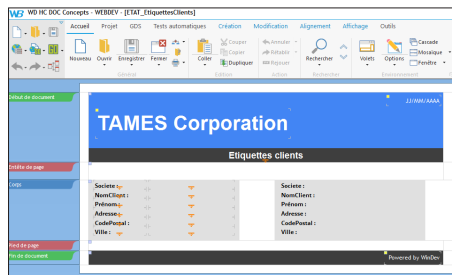 WD HC DOC Concepts - WEBDEV - [ETAT_EtiquettesClients]
Accueil Projet GDS Tests automatiques Création Modification Alignement Affichage Outils
Nouveau Ouvrir Enregistrer Fermer
Général
Coller
Couper
Copier
Dupliquer
Edition
Annuler
Rétablir
Rejouer
Action
Rechercher
Rechercher
Volets Options
Cascade
Mosaïque
Fenêtre
Environnement
Début de document
JJ/MM/AAAA
TAMES Corporation
Etiquettes clients
Entête de page
Corps
Societe : Societe :
NomClient : NomClient :
Prénom : Prénom :
Adresse : Adresse :
CodePostal : CodePostal :
Ville : Ville :
Pied de page
Fin de document
Powered by WinDev